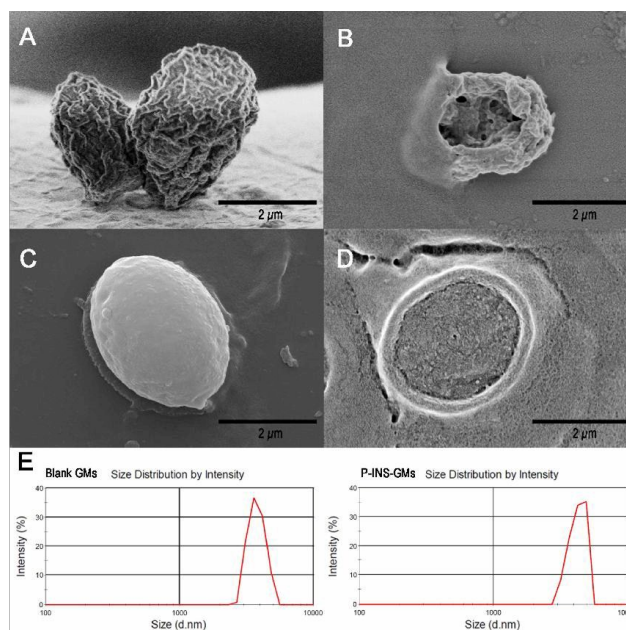 A
B
2 µm
2 µm
C
D
2 µm
2 µm
E
Blank GMs
Size Distribution by Intensity
40
30
20
10
0
Intensity (%)
100
1000
10000
Size (d.nm)
P-INS-GMs
Size Distribution by Intensity
40
30
20
10
0
Intensity (%)
100
1000
100
Size (d.nm)